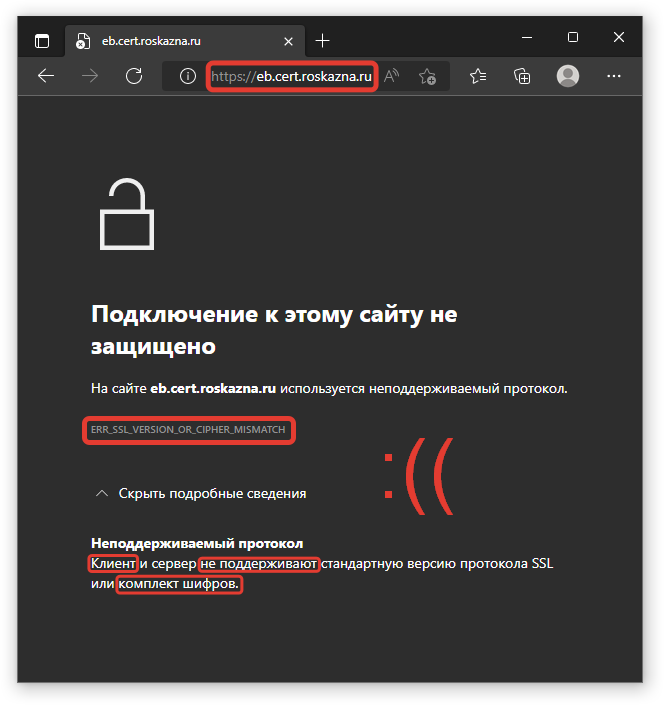 eb.cert.roskazna.ru
https://eb.cert.roskazna.ru
Подключение к этому сайту не
защищено
На сайте eb.cert.roskazna.ru используется неподдерживаемый протокол.
ERR_SSL_VERSION_OR_CIPHER_MISMATCH
:((
Скрыть подробные сведения
Неподдерживаемый протокол
Клиент и сервер не поддерживают стандартную версию протокола SSL
или комплект шифров.